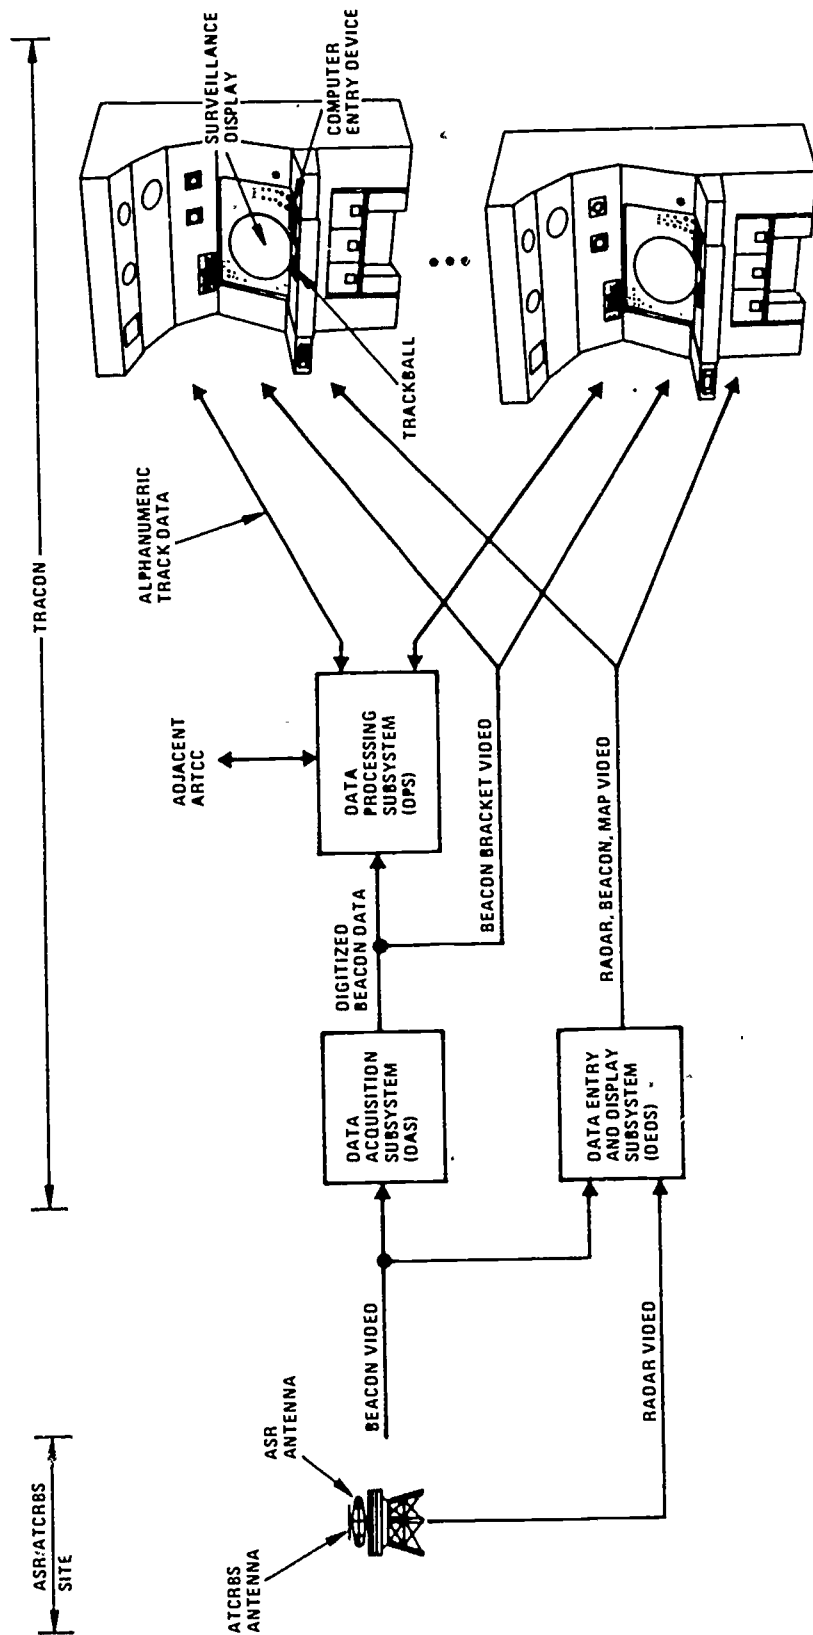 ASR/ATCRBS
SITE
TRACON
ATCRBS
ANTENNA
ASR
ANTENNA
BEACON VIDEO
RADAR VIDEO
DATA
ACQUISITION
SUBSYSTEM
(DAS)
DATA ENTRY
AND DISPLAY
SUBSYSTEM
(DEDS)
DIGITIZED
BEACON DATA
BEACON BRACKET VIDEO
RADAR, BEACON, MAP VIDEO
ADJACENT
ARTCC
DATA
PROCESSING
SUBSYSTEM
(DPS)
ALPHANUMERIC
TRACK DATA
TRACKBALL
SURVEILLANCE
DISPLAY
COMPUTER
ENTRY DEVICE